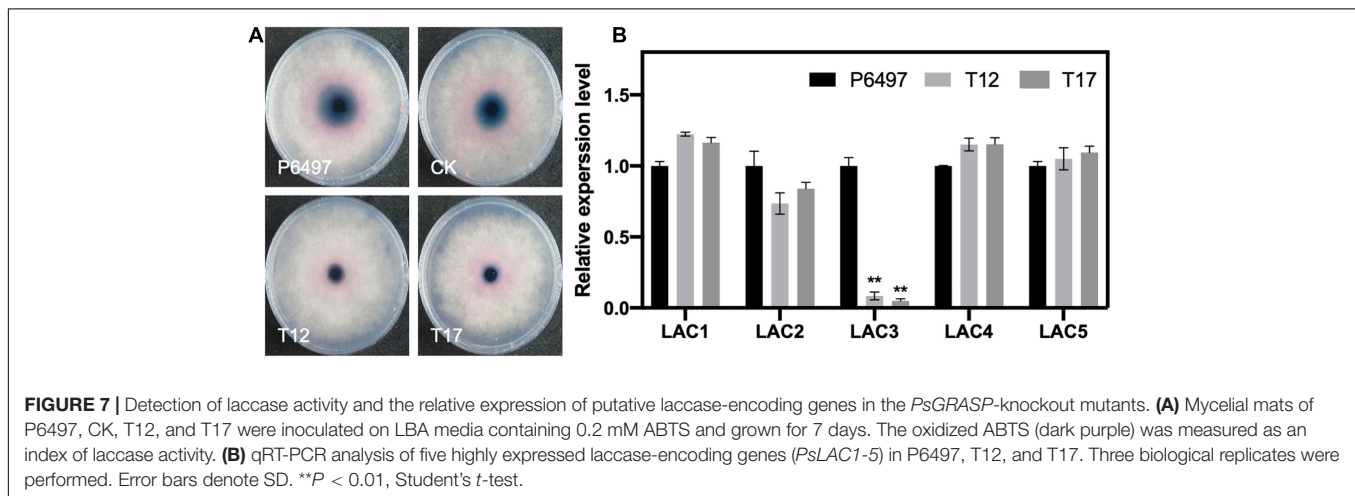 A
P6497
CK
T12
T17
B
Relative experssion level
P6497
T12
T17
1.5
1.0
0.5
0.0
**
**
LAC1
LAC2
LAC3
LAC4
LAC5
FIGURE 7 | Detection of laccase activity and the relative expression of putative laccase-encoding genes in the PsGRASP-knockout mutants. (A) Mycelial mats of
P6497, CK, T12, and T17 were inoculated on LBA media containing 0.2 mM ABTS and grown for 7 days. The oxidized ABTS (dark purple) was measured as an
index of laccase activity. (B) qRT-PCR analysis of five highly expressed laccase-encoding genes (PsLAC1-5) in P6497, T12, and T17. Three biological replicates were
performed. Error bars denote SD. **P < 0.01, Student's t-test.